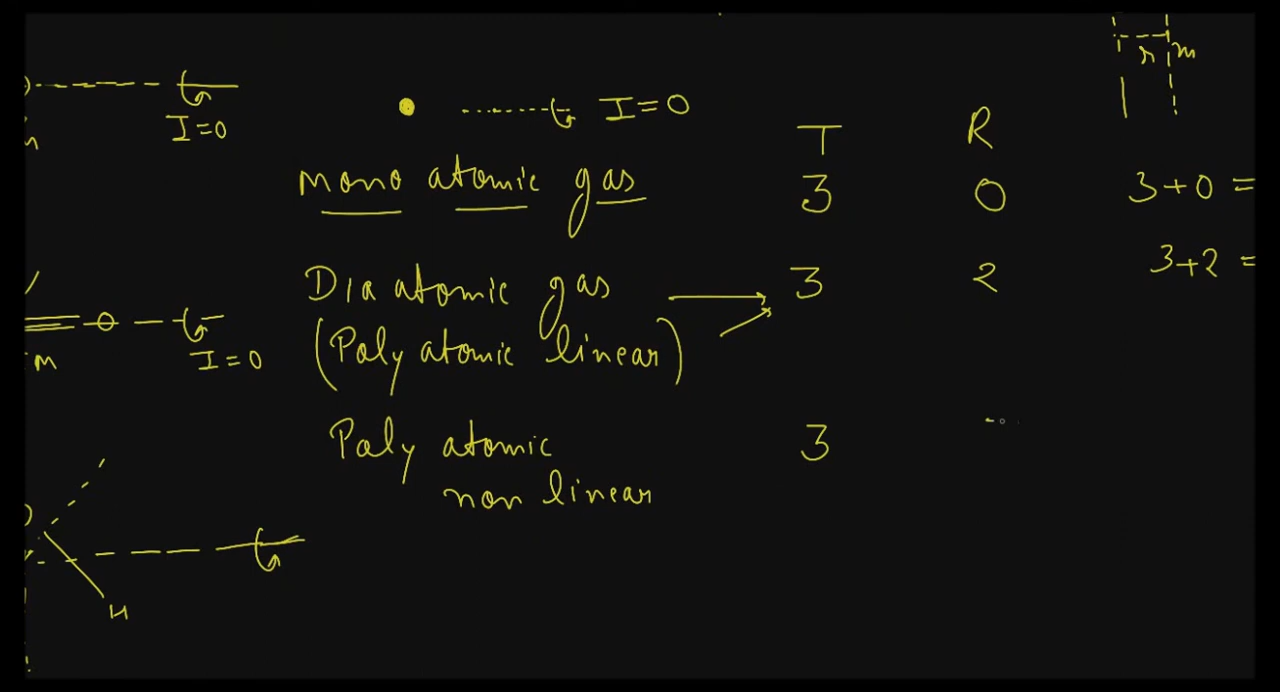 r m
I=0
I=0
T R
mono atomic gas 3 0 3+0 =
Dia atomic gas 3 2 3+2 =
(Poly atomic linear)
m I=0
Poly atomic 3
non linear
H